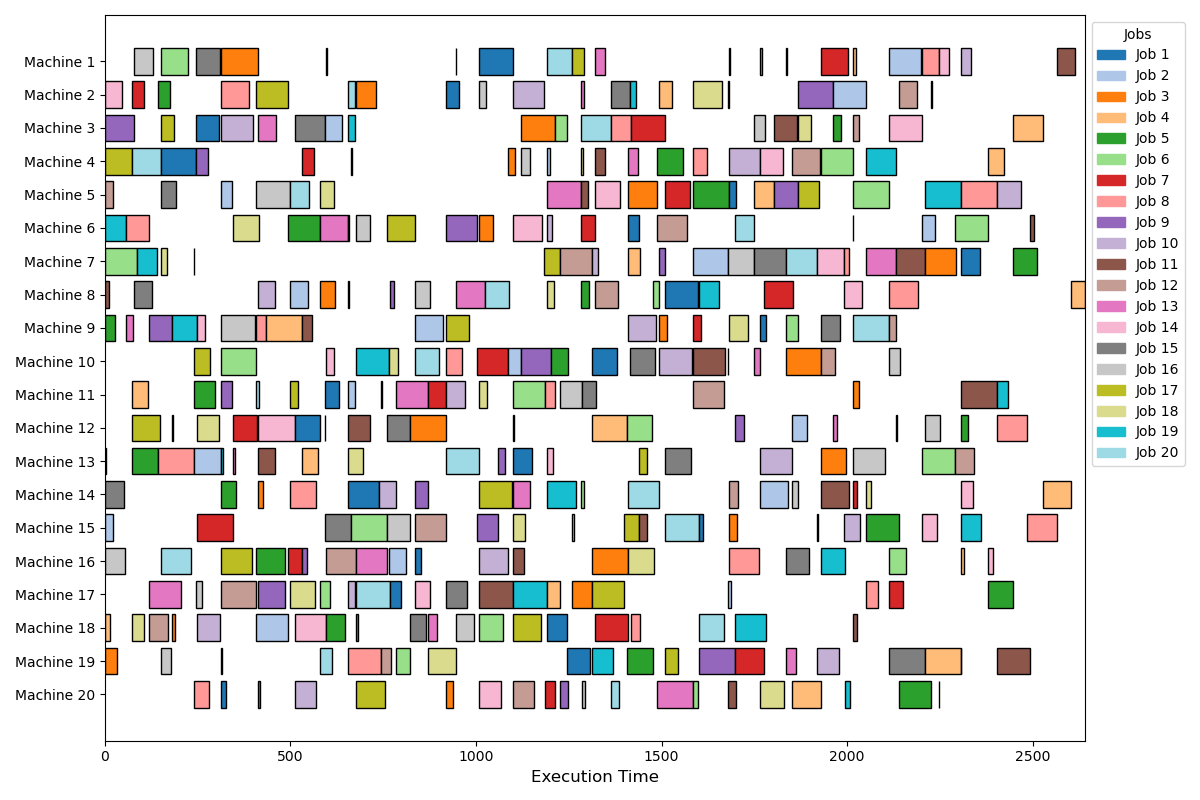 Machine 1
Machine 2
Machine 3
Machine 4
Machine 5
Machine 6
Machine 7
Machine 8
Machine 9
Machine 10
Machine 11
Machine 12
Machine 13
Machine 14
Machine 15
Machine 16
Machine 17
Machine 18
Machine 19
Machine 20
0 500 1000 1500 2000 2500
Execution Time
Jobs
Job 1
Job 2
Job 3
Job 4
Job 5
Job 6
Job 7
Job 8
Job 9
Job 10
Job 11
Job 12
Job 13
Job 14
Job 15
Job 16
Job 17
Job 18
Job 19
Job 20